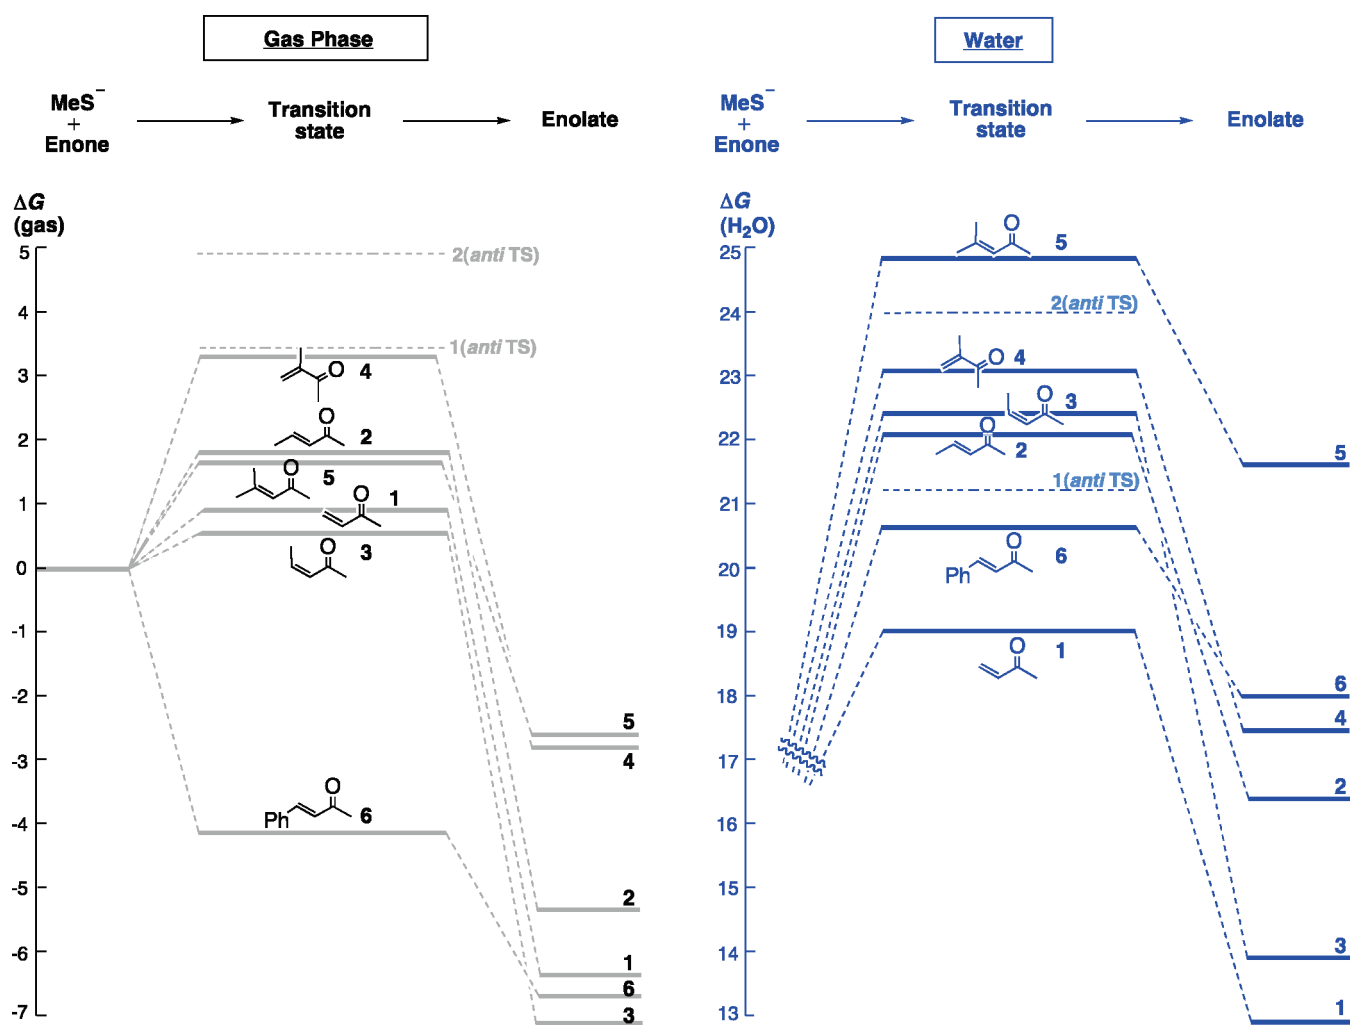 Gas Phase
MeS⁻
+
Enone
Transition
state
Enolate
ΔG
(gas)
5
4
3
2
1
0
-1
-2
-3
-4
-5
-6
-7
2(anti TS)
1(anti TS)
O
4
O
2
O
5
O
1
O
3
O
Ph
6
5
4
2
1
6
3
Water
MeS⁻
+
Enone
Transition
state
Enolate
ΔG
(H₂O)
25
24
23
22
21
20
19
18
17
16
15
14
13
O
5
2(anti TS)
O
4
O
3
O
2
1(anti TS)
O
Ph
6
O
1
5
6
4
2
3
1